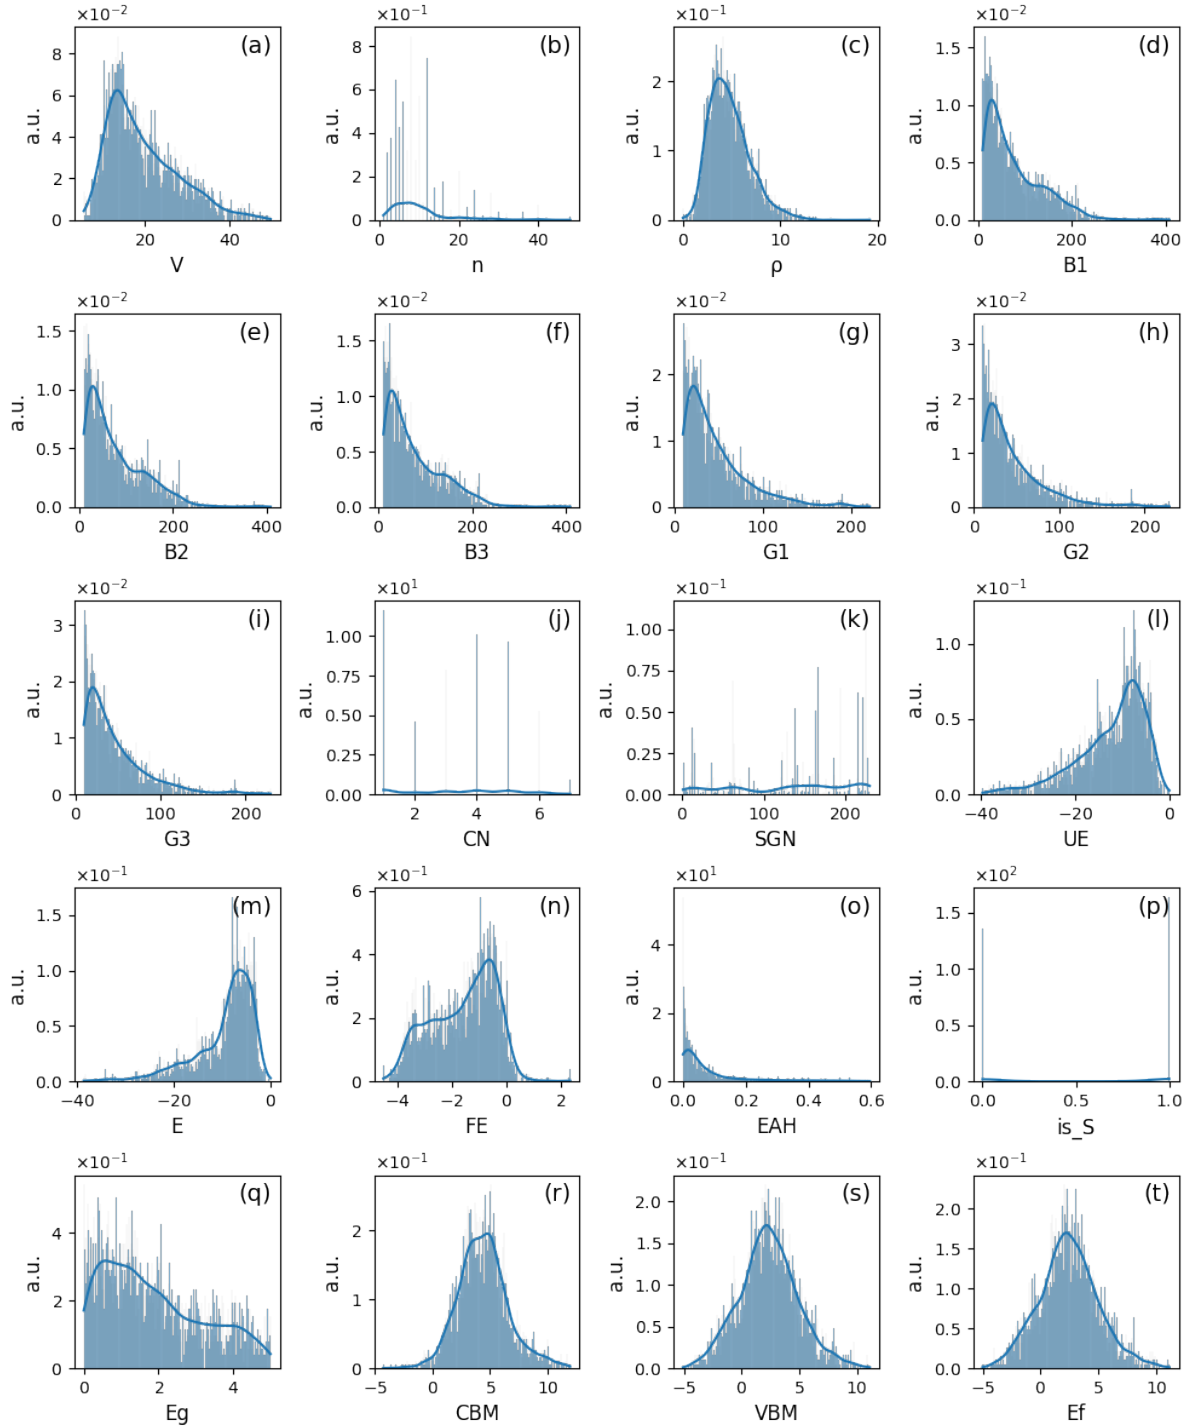 ×10⁻² ×10⁻¹ ×10⁻¹ ×10⁻²
(a) (b) (c) (d)
a.u. 8 6 4 2 0
a.u. 8 6 4 2 0
a.u. 2 1 0
a.u. 1.5 1.0 0.5 0.0
20 40
0 20 40
0 10 20
0 200 400
V n ρ B1
×10⁻² ×10⁻² ×10⁻² ×10⁻²
(e) (f) (g) (h)
a.u. 1.5 1.0 0.5 0.0
a.u. 1.5 1.0 0.5 0.0
a.u. 2 1 0
a.u. 3 2 1 0
0 200 400
0 200 400
0 100 200
0 100 200
B2 B3 G1 G2
×10⁻² ×10¹ ×10⁻¹ ×10⁻¹
(i) (j) (k) (l)
a.u. 3 2 1 0
a.u. 1.00 0.75 0.50 0.25 0.00
a.u. 1.00 0.75 0.50 0.25 0.00
a.u. 1.0 0.5 0.0
0 100 200
2 4 6
0 100 200
−40 −20 0
G3 CN SGN UE
×10⁻¹ ×10⁻¹ ×10¹ ×10²
(m) (n) (o) (p)
a.u. 1.5 1.0 0.5 0.0
a.u. 6 4 2 0
a.u. 4 2 0
a.u. 1.5 1.0 0.5 0.0
−40 −20 0
−4 −2 0 2
0.0 0.2 0.4 0.6
0.0 0.5 1.0
E FE EAH is_S
×10⁻¹ ×10⁻¹ ×10⁻¹ ×10⁻¹
(q) (r) (s) (t)
a.u. 4 2 0
a.u. 2 1 0
a.u. 2.0 1.5 1.0 0.5 0.0
a.u. 2.0 1.5 1.0 0.5 0.0
0 2 4
−5 0 5 10
−5 0 5 10
−5 0 5 10
Eg CBM VBM Ef